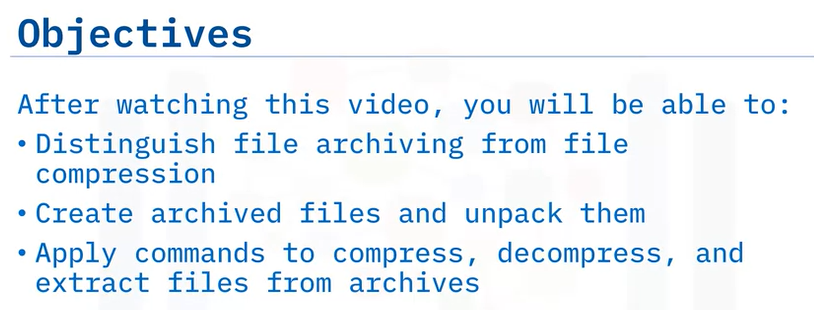 Objectives
After watching this video, you will be able to:
• Distinguish file archiving from file
compression
• Create archived files and unpack them
• Apply commands to compress, decompress, and
extract files from archives